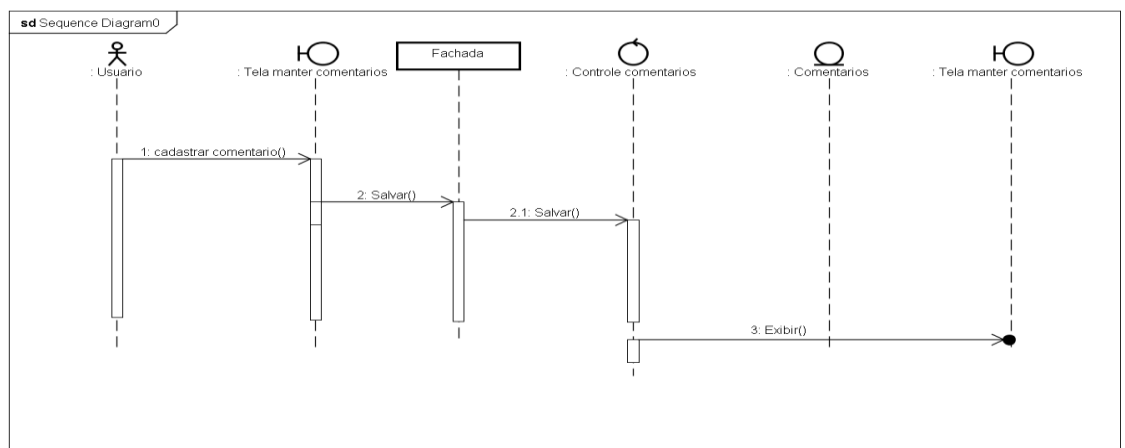 sd Sequence Diagram0
: Usuario
: Tela manter comentarios
Fachada
: Controle comentarios
: Comentarios
: Tela manter comentarios
1: cadastrar comentario()
2: Salvar()
2.1: Salvar()
3: Exibir()